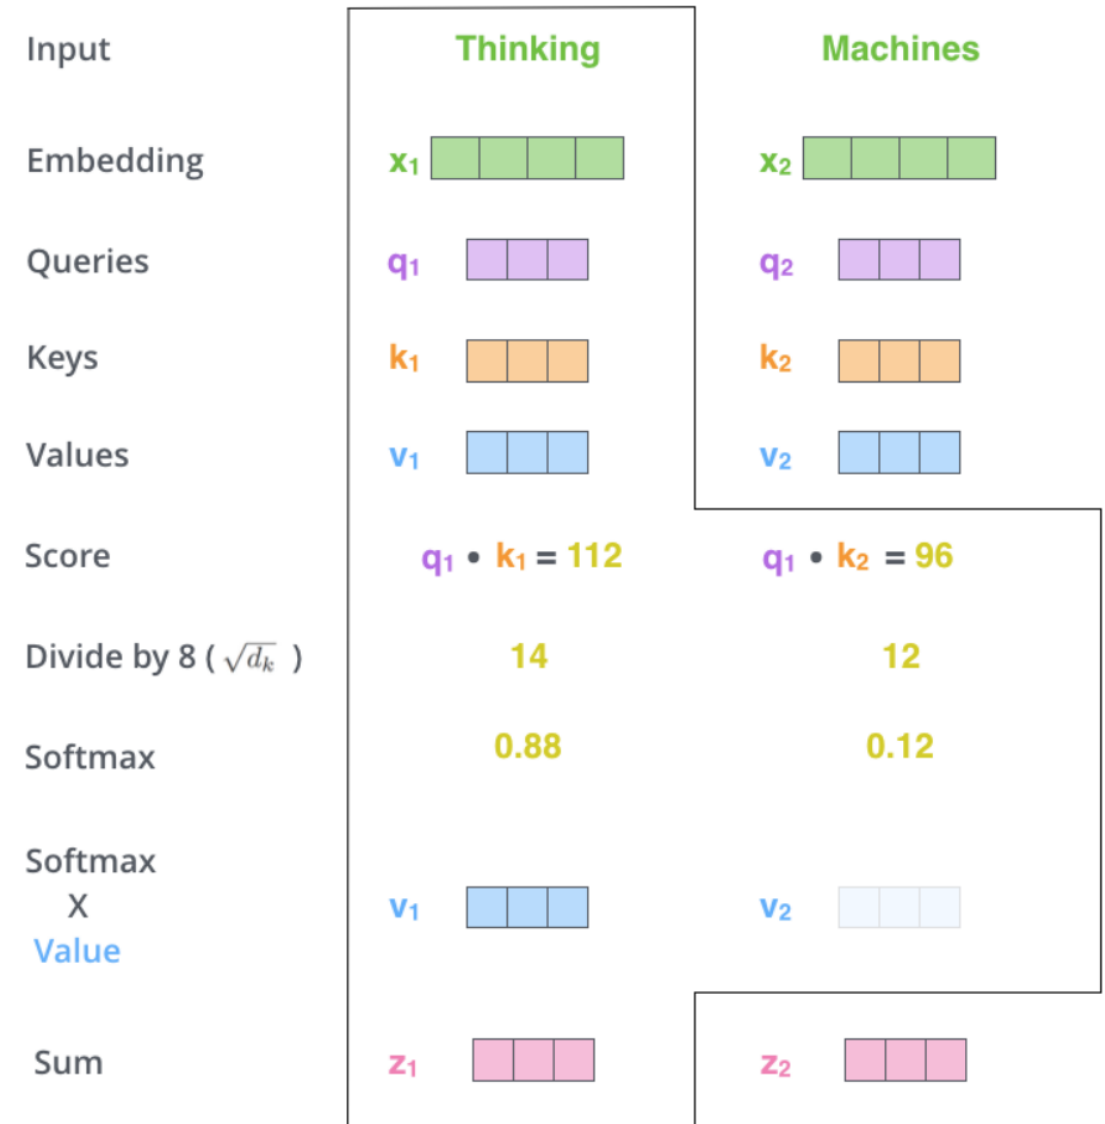 Input Thinking Machines
Embedding x1 x2
Queries q1 q2
Keys k1 k2
Values v1 v2
Score q1 • k1 = 112 q1 • k2 = 96
Divide by 8 ( √dk ) 14 12
Softmax 0.88 0.12
Softmax
X
Value v1 v2
Sum z1 z2